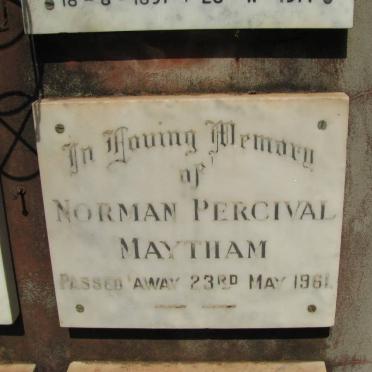 In Loving Memory
of
NORMAN PERCIVAL
MAYTHAM
PASSED AWAY 23RD MAY 1961.